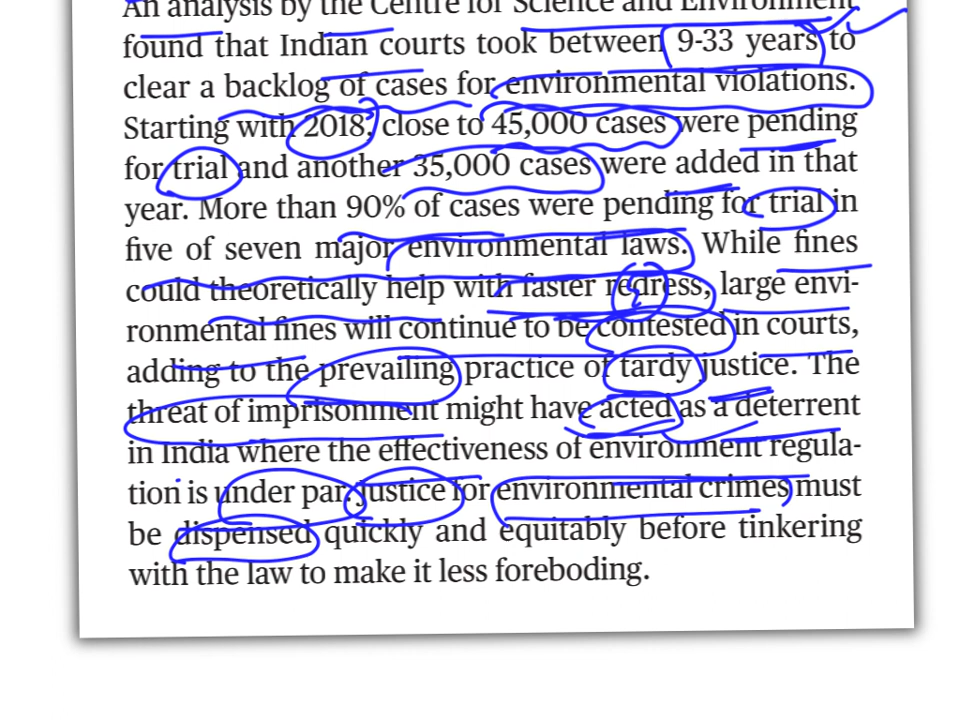 An analysis by the Centre for Science and Environment
found that Indian courts took between 9-33 years to
clear a backlog of cases for environmental violations.
Starting with 2018, close to 45,000 cases were pending
for trial and another 35,000 cases were added in that
year. More than 90% of cases were pending for trial in
five of seven major environmental laws. While fines
could theoretically help with faster redress, large envi-
ronmental fines will continue to be contested in courts,
adding to the prevailing practice of tardy justice. The
threat of imprisonment might have acted as a deterrent
in India where the effectiveness of environment regula-
tion is under par. Justice for environmental crimes must
be dispensed quickly and equitably before tinkering
with the law to make it less foreboding.